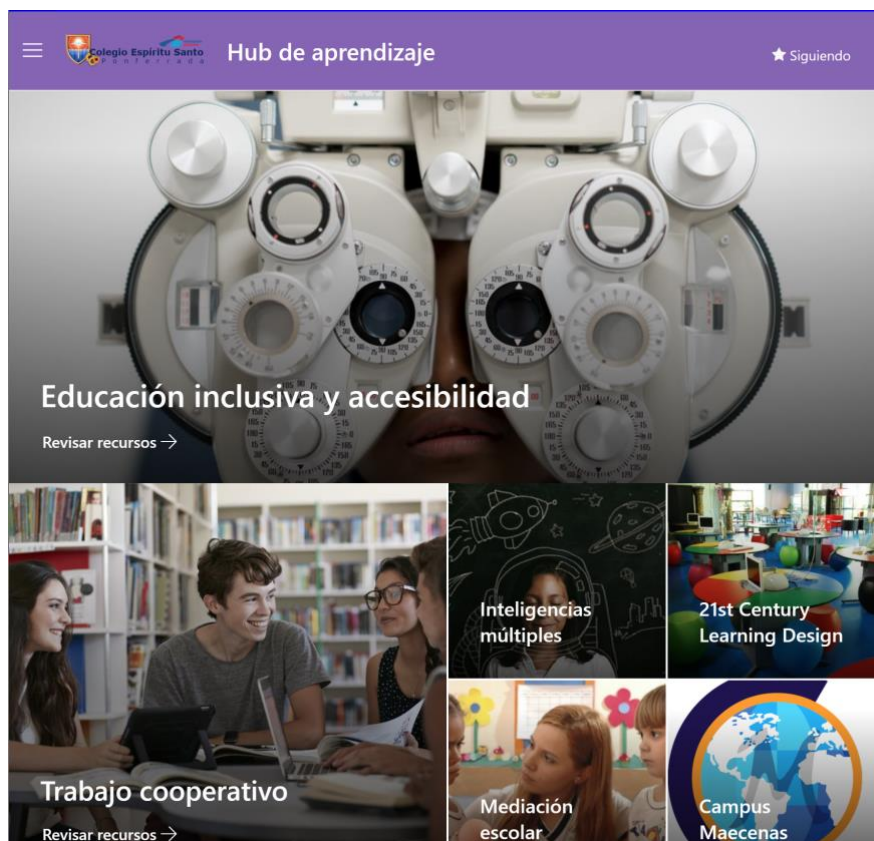 Colegio Espíritu Santo
Ponferrada
Hub de aprendizaje
Siguiendo
Educación inclusiva y accesibilidad
Revisar recursos →
Inteligencias
múltiples
21st Century
Learning Design
Trabajo cooperativo
Revisar recursos →
Mediación
escolar
Campus
Maecenas